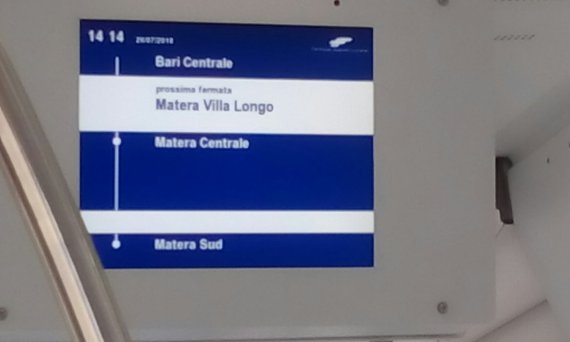 14 14 26/07/2018
Bari Centrale
prossima fermata
Matera Villa Longo
Matera Centrale
Matera Sud